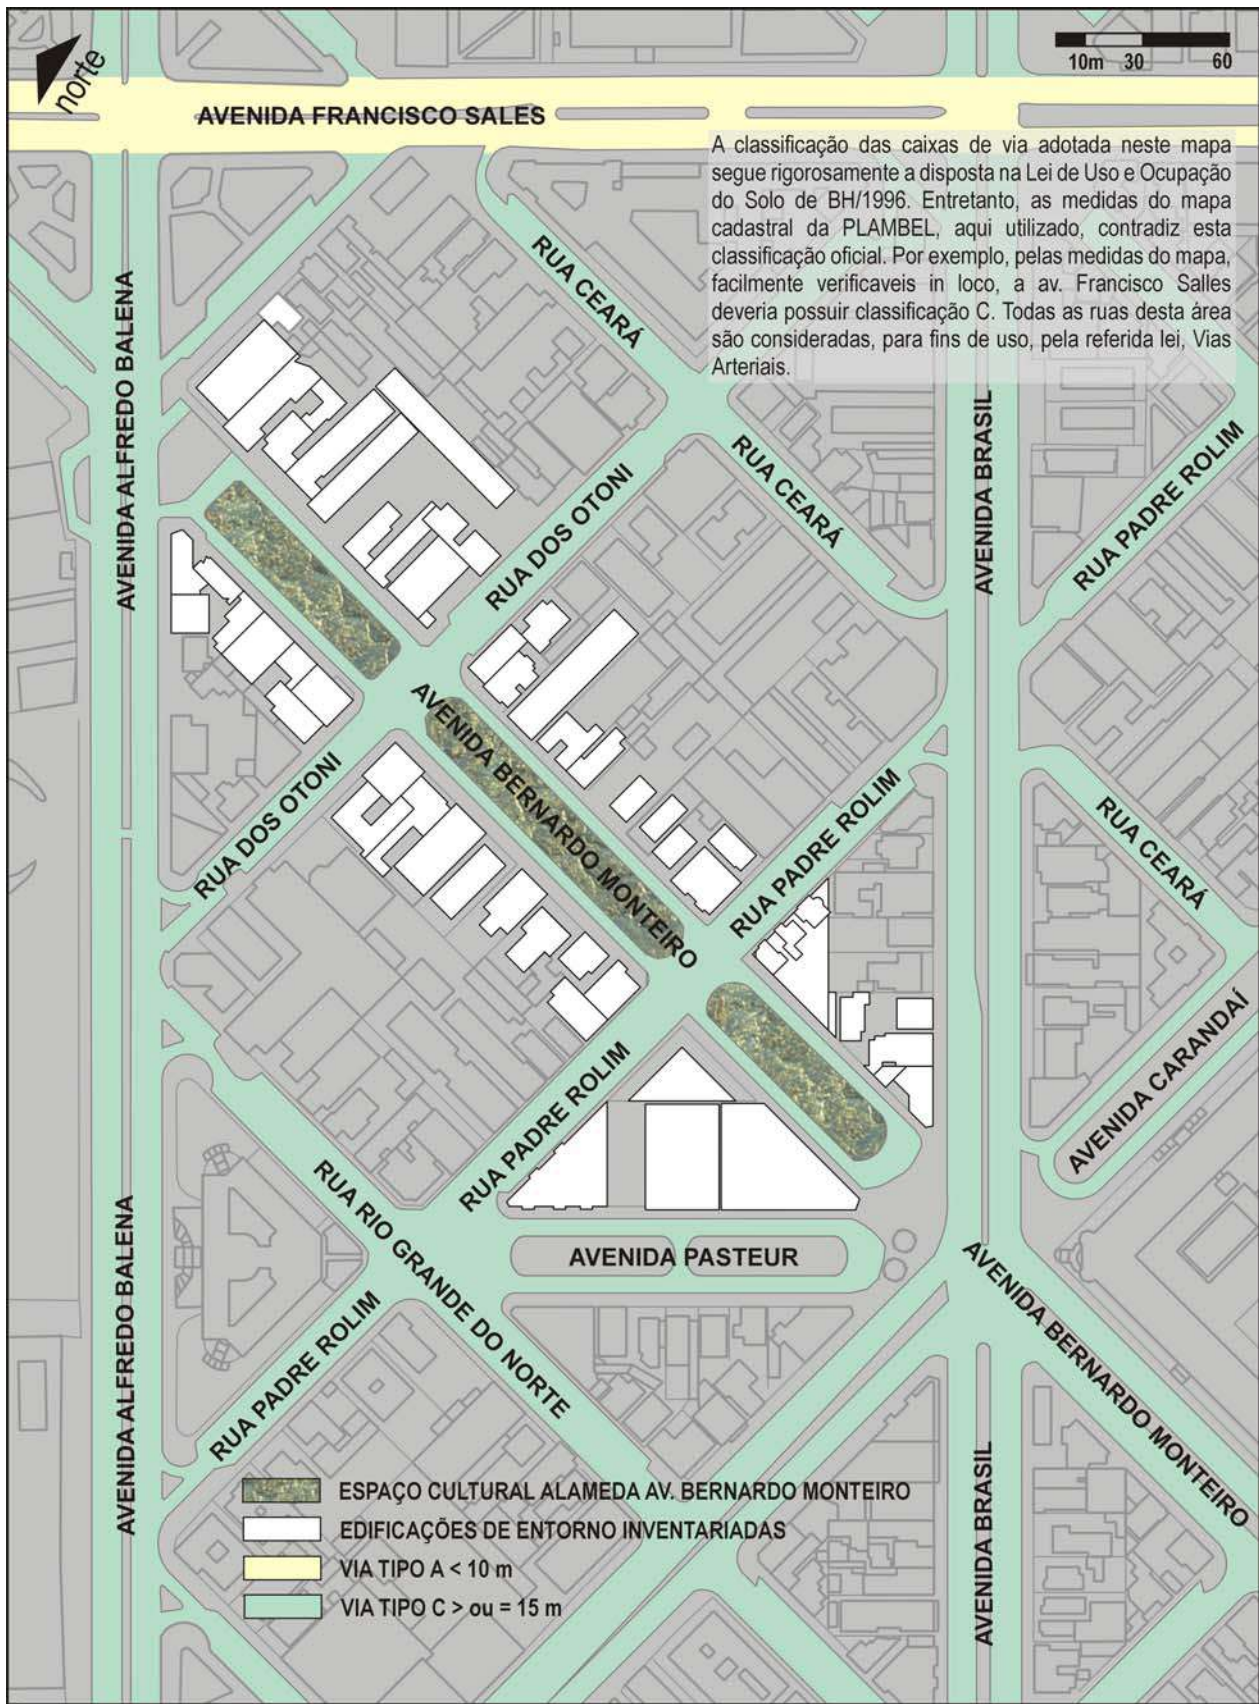 norte
10m 30 60
AVENIDA FRANCISCO SALES
A classificação das caixas de via adotada neste mapa
segue rigorosamente a disposta na Lei de Uso e Ocupação
do Solo de BH/1996. Entretanto, as medidas do mapa
cadastral da PLAMBEL, aqui utilizado, contradiz esta
classificação oficial. Por exemplo, pelas medidas do mapa,
facilmente verificaveis in loco, a av. Francisco Salles
deveria possuir classificação C. Todas as ruas desta área
são consideradas, para fins de uso, pela referida lei, Vias
Arteriais.
RUA CEARÁ
AVENIDA ALFREDO BALENA
AVENIDA BRASIL
RUA PADRE ROLIM
RUA CEARÁ
RUA DOS OTONI
AVENIDA BERNARDO MONTEIRO
RUA DOS OTONI
RUA PADRE ROLIM
RUA CEARÁ
AVENIDA CARANDAÍ
RUA PADRE ROLIM
RUA RIO GRANDE DO NORTE
AVENIDA PASTEUR
AVENIDA ALFREDO BALENA
RUA PADRE ROLIM
AVENIDA BERNARDO MONTEIRO
AVENIDA BRASIL
ESPAÇO CULTURAL ALAMEDA AV. BERNARDO MONTEIRO
EDIFICAÇÕES DE ENTORNO INVENTARIADAS
VIA TIPO A < 10 m
VIA TIPO C > ou = 15 m